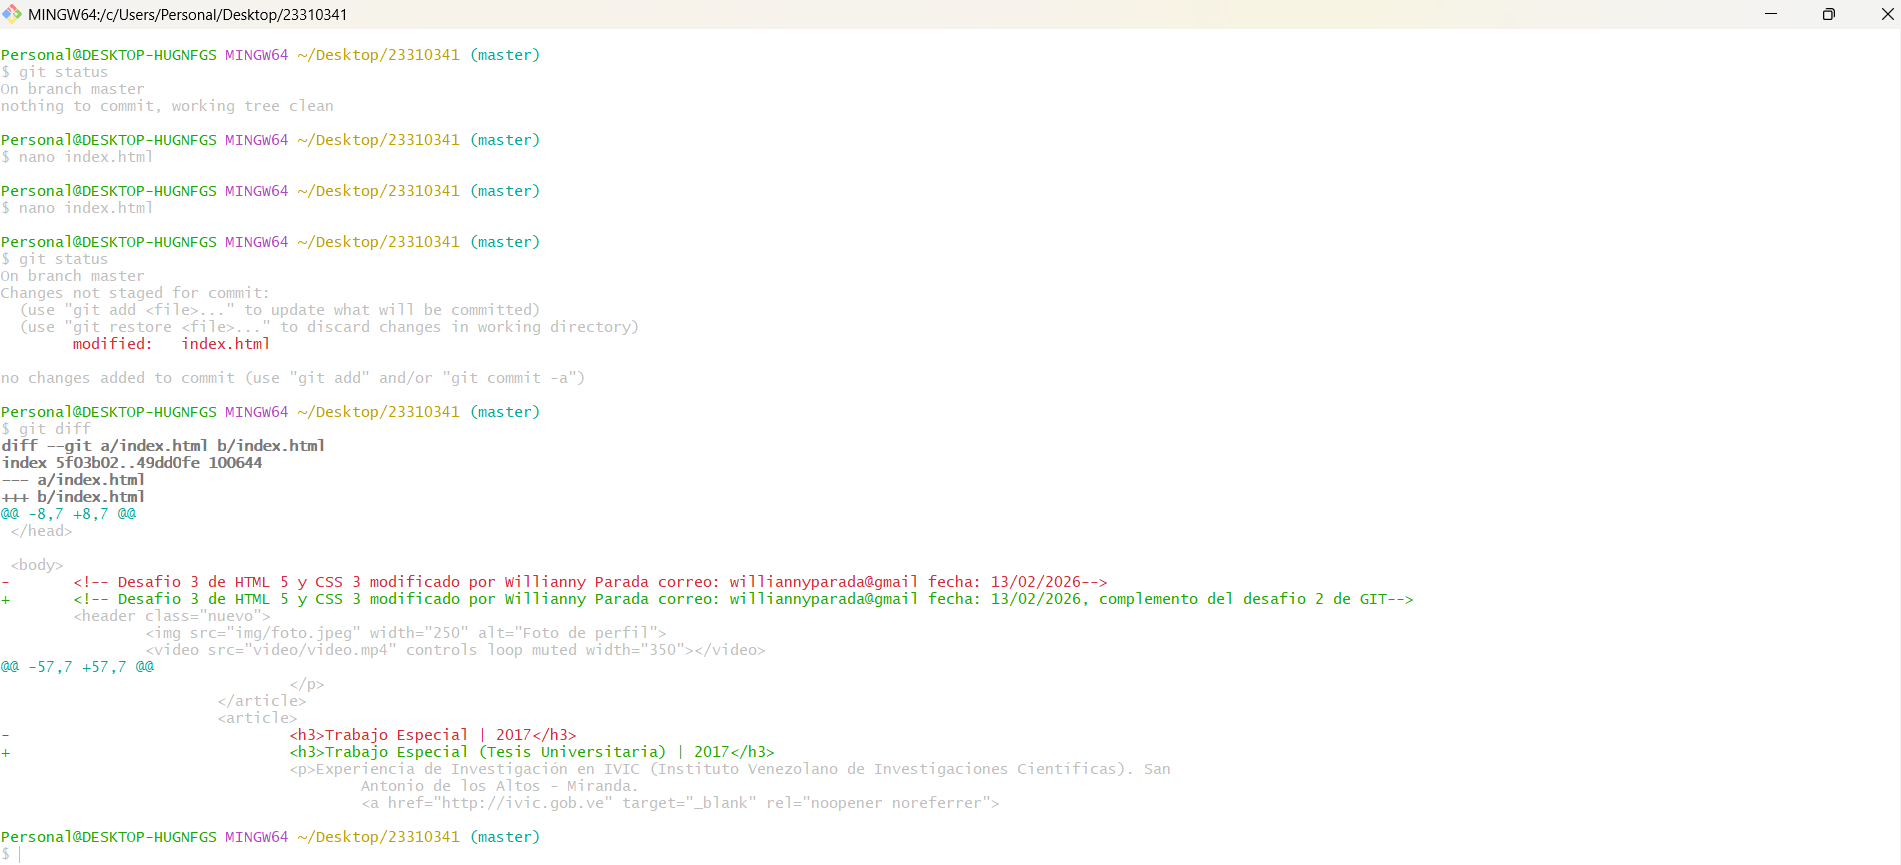 MINGW64:/c/Users/Personal/Desktop/23310341
Personal@DESKTOP-HUGNFGS MINGW64 ~/Desktop/23310341 (master)
$ git status
On branch master
nothing to commit, working tree clean
Personal@DESKTOP-HUGNFGS MINGW64 ~/Desktop/23310341 (master)
$ nano index.html
Personal@DESKTOP-HUGNFGS MINGW64 ~/Desktop/23310341 (master)
$ nano index.html
Personal@DESKTOP-HUGNFGS MINGW64 ~/Desktop/23310341 (master)
$ git status
On branch master
Changes not staged for commit:
  (use "git add <file>..." to update what will be committed)
  (use "git restore <file>..." to discard changes in working directory)
        modified:   index.html
no changes added to commit (use "git add" and/or "git commit -a")
Personal@DESKTOP-HUGNFGS MINGW64 ~/Desktop/23310341 (master)
$ git diff
diff --git a/index.html b/index.html
index 5f03b02..49dd0fe 100644
--- a/index.html
+++ b/index.html
@@ -8,7 +8,7 @@
 </head>
 <body>
-       <!-- Desafio 3 de HTML 5 y CSS 3 modificado por Willianny Parada correo: williannyparada@gmail fecha: 13/02/2026-->
+       <!-- Desafio 3 de HTML 5 y CSS 3 modificado por Willianny Parada correo: williannyparada@gmail fecha: 13/02/2026, complemento del desafio 2 de GIT-->
        <header class="nuevo">
                <img src="img/foto.jpeg" width="250" alt="Foto de perfil">
                <video src="video/video.mp4" controls loop muted width="350"></video>
@@ -57,7 +57,7 @@
                                </p>
                        </article>
                        <article>
-                               <h3>Trabajo Especial | 2017</h3>
+                               <h3>Trabajo Especial (Tesis Universitaria) | 2017</h3>
                                <p>Experiencia de Investigación en IVIC (Instituto Venezolano de Investigaciones Científicas). San
                                        Antonio de los Altos - Miranda.
                                        <a href="http://ivic.gob.ve" target="_blank" rel="noopener noreferrer">
Personal@DESKTOP-HUGNFGS MINGW64 ~/Desktop/23310341 (master)
$